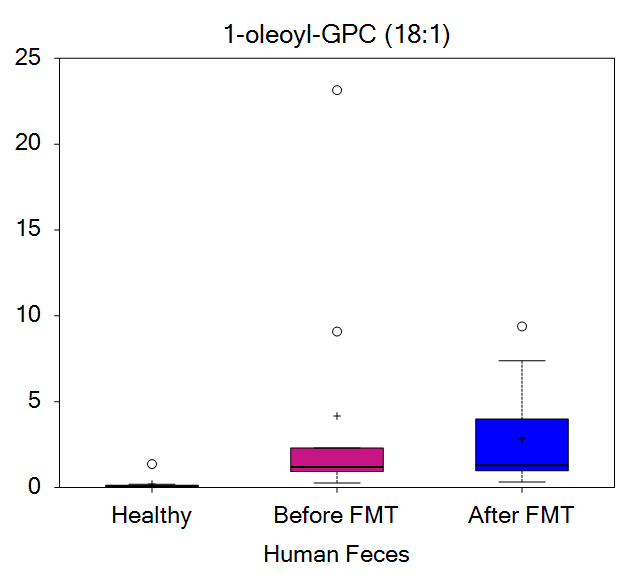 1-oleoyl-GPC (18:1)
25
20
15
10
5
0
Healthy
Before FMT
After FMT
Human Feces